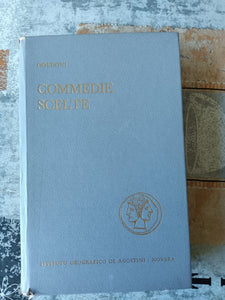 GOLDONI
COMMEDIE
SCELTE
ISTITUTO GEOGRAFICO DE AGOSTINI - NOVARA